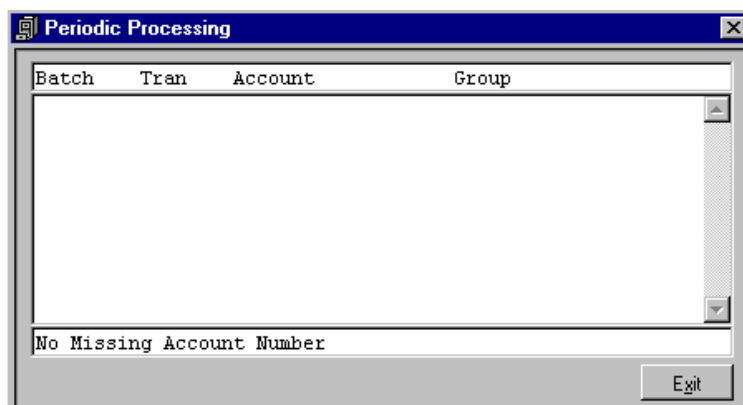 Periodic Processing
Batch Tran Account Group
No Missing Account Number
Exit